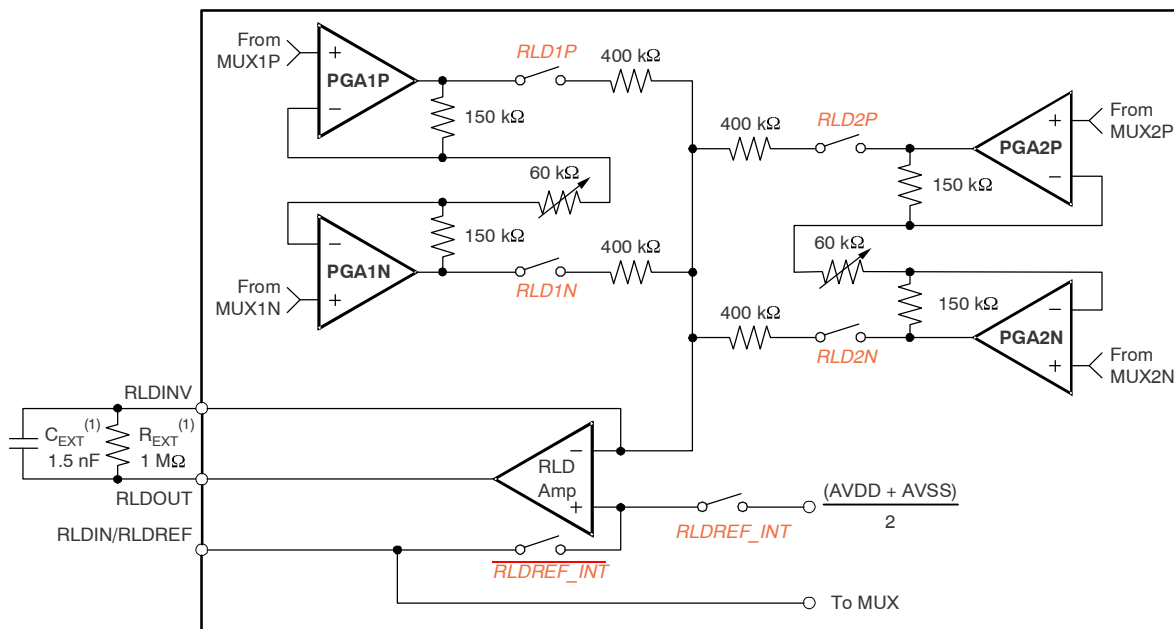 From
MUX1P
+
PGA1P
−
RLD1P
400 kΩ
150 kΩ
60 kΩ
−
PGA1N
+
From
MUX1N
150 kΩ
RLD1N
400 kΩ
400 kΩ
RLD2P
+
PGA2P
−
From
MUX2P
150 kΩ
60 kΩ
400 kΩ
RLD2N
150 kΩ
−
PGA2N
+
From
MUX2N
RLDINV
C_EXT (1)
1.5 nF
R_EXT (1)
1 MΩ
RLDOUT
RLDIN/RLDREF
−
RLD
Amp
+
RLDREF_INT
(AVDD + AVSS)
2
RLDREF_INT
To MUX